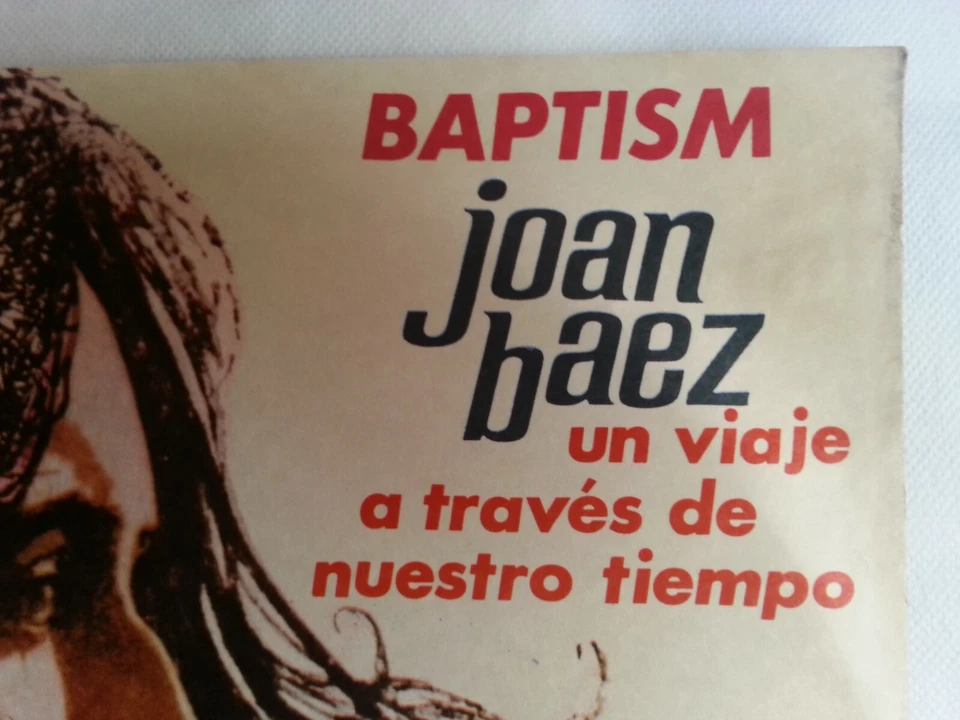 BAPTISM
joan
baez
un viaje
a través de
nuestro tiempo